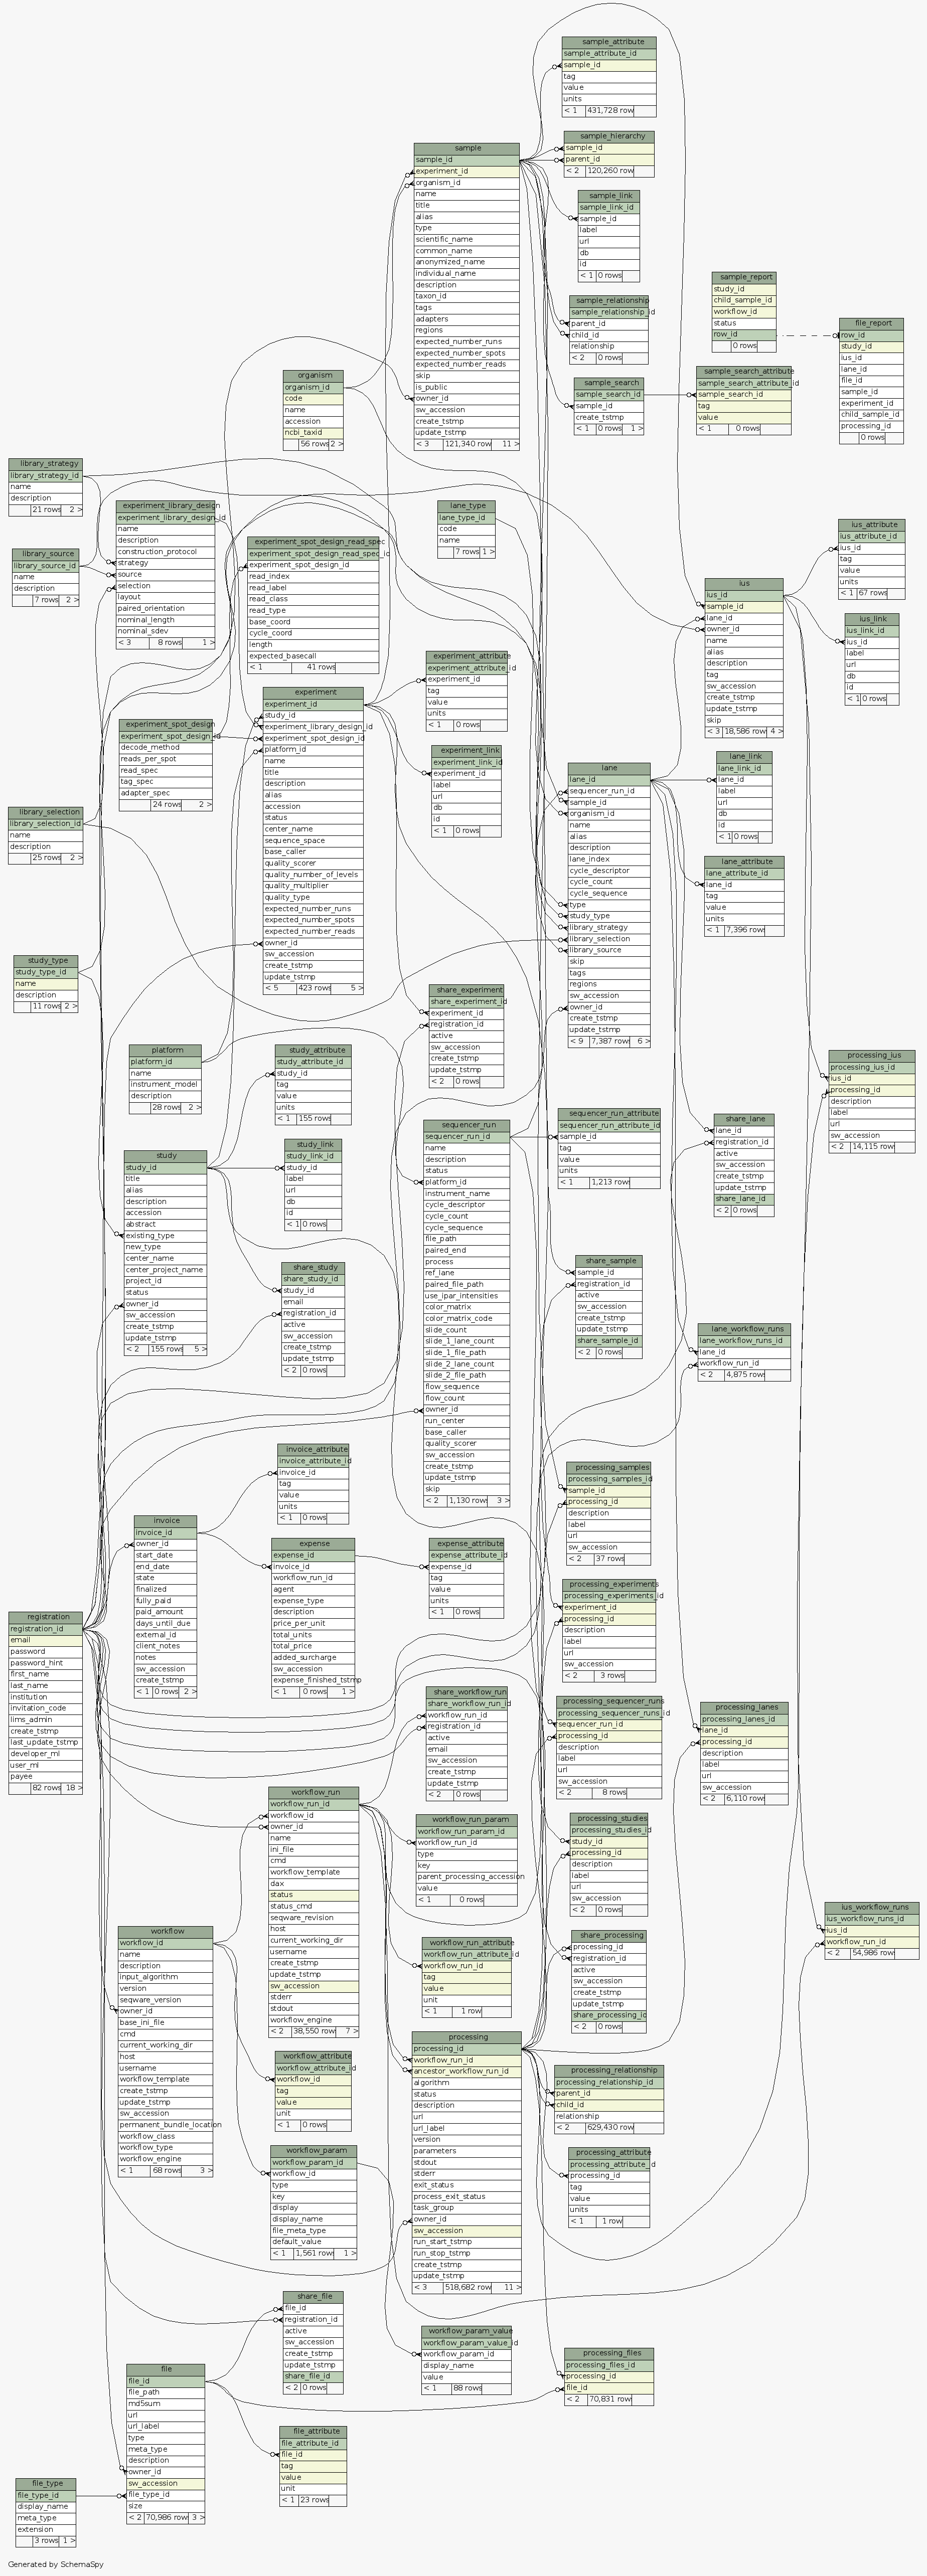 sample_attribute
sample_attribute_id
sample_id
tag
value
units
< 1 431,728 row
sample_hierarchy
sample_id
parent_id
< 2 120,260 row
sample
sample_id
experiment_id
organism_id
name
title
alias
type
scientific_name
common_name
anonymized_name
individual_name
description
taxon_id
tags
adapters
regions
expected_number_runs
expected_number_spots
expected_number_reads
skip
is_public
owner_id
sw_accession
create_tstmp
update_tstmp
< 3 121,340 row 11 >
sample_link
sample_link_id
sample_id
label
url
db
id
< 1 0 rows
sample_report
study_id
child_sample_id
workflow_id
status
row_id
0 rows
sample_relationship
sample_relationship_id
parent_id
child_id
relationship
< 2 0 rows
file_report
row_id
study_id
ius_id
lane_id
file_id
sample_id
experiment_id
child_sample_id
processing_id
0 rows
sample_search
sample_search_id
sample_id
create_tstmp
< 1 0 rows 1 >
sample_search_attribute
sample_search_attribute_id
sample_search_id
tag
value
< 1 0 rows
organism
organism_id
code
name
accession
ncbi_taxid
56 rows 2 >
library_strategy
library_strategy_id
name
description
21 rows 2 >
experiment_library_design
experiment_library_design_id
name
description
construction_protocol
strategy
source
selection
layout
paired_orientation
nominal_length
nominal_sdev
< 3 8 rows 1 >
lane_type
lane_type_id
code
name
7 rows 1 >
library_source
library_source_id
name
description
7 rows 2 >
experiment_spot_design_read_spec
experiment_spot_design_read_spec_id
experiment_spot_design_id
read_index
read_label
read_class
read_type
base_coord
cycle_coord
length
expected_basecall
< 1 41 rows
ius_attribute
ius_attribute_id
ius_id
tag
value
units
< 1 67 rows
ius
ius_id
sample_id
lane_id
owner_id
name
alias
description
tag
sw_accession
create_tstmp
update_tstmp
skip
< 3 18,586 row 4 >
ius_link
ius_link_id
ius_id
label
url
db
id
< 1 0 rows
experiment_attribute
experiment_attribute_id
experiment_id
tag
value
units
< 1 0 rows
experiment
experiment_id
study_id
experiment_library_design_id
experiment_spot_design_id
platform_id
name
title
description
alias
accession
status
center_name
sequence_space
base_caller
quality_scorer
quality_number_of_levels
quality_multiplier
quality_type
expected_number_runs
expected_number_spots
expected_number_reads
owner_id
sw_accession
create_tstmp
update_tstmp
< 5 423 rows 5 >
experiment_spot_design
experiment_spot_design_id
decode_method
reads_per_spot
read_spec
tag_spec
adapter_spec
24 rows 2 >
experiment_link
experiment_link_id
experiment_id
label
url
db
id
< 1 0 rows
lane
lane_id
sequencer_run_id
sample_id
organism_id
name
alias
description
lane_index
cycle_descriptor
cycle_count
cycle_sequence
type
study_type
library_strategy
library_selection
library_source
skip
tags
regions
sw_accession
owner_id
create_tstmp
update_tstmp
< 9 7,387 rows 6 >
lane_link
lane_link_id
lane_id
label
url
db
id
< 1 0 rows
library_selection
library_selection_id
name
description
25 rows 2 >
lane_attribute
lane_attribute_id
lane_id
tag
value
units
< 1 7,396 rows
study_type
study_type_id
name
description
11 rows 2 >
share_experiment
share_experiment_id
experiment_id
registration_id
active
sw_accession
create_tstmp
update_tstmp
< 2 0 rows
platform
platform_id
name
instrument_model
description
28 rows 2 >
study_attribute
study_attribute_id
study_id
tag
value
units
< 1 155 rows
processing_ius
processing_ius_id
ius_id
processing_id
description
label
url
sw_accession
< 2 14,115 row
sequencer_run
sequencer_run_id
name
description
status
platform_id
instrument_name
cycle_descriptor
cycle_count
cycle_sequence
file_path
paired_end
process
ref_lane
paired_file_path
use_ipar_intensities
color_matrix
color_matrix_code
slide_count
slide_1_lane_count
slide_1_file_path
slide_2_lane_count
slide_2_file_path
flow_sequence
flow_count
owner_id
run_center
base_caller
quality_scorer
sw_accession
create_tstmp
update_tstmp
skip
< 2 1,130 rows 3 >
sequencer_run_attribute
sequencer_run_attribute_id
sample_id
tag
value
units
< 1 1,213 rows
share_lane
lane_id
registration_id
active
sw_accession
create_tstmp
update_tstmp
share_lane_id
< 2 0 rows
study
study_id
title
alias
description
accession
abstract
existing_type
new_type
center_name
center_project_name
project_id
status
owner_id
sw_accession
create_tstmp
update_tstmp
< 2 155 rows 5 >
study_link
study_link_id
study_id
label
url
db
id
< 1 0 rows
share_study
share_study_id
study_id
email
registration_id
active
sw_accession
create_tstmp
update_tstmp
< 2 0 rows
share_sample
sample_id
registration_id
active
sw_accession
create_tstmp
update_tstmp
share_sample_id
< 2 0 rows
lane_workflow_runs
lane_workflow_runs_id
lane_id
workflow_run_id
< 2 4,875 rows
invoice_attribute
invoice_attribute_id
invoice_id
tag
value
units
< 1 0 rows
processing_samples
processing_samples_id
sample_id
processing_id
description
label
url
sw_accession
< 2 37 rows
invoice
invoice_id
owner_id
start_date
end_date
state
finalized
fully_paid
paid_amount
days_until_due
external_id
client_notes
notes
sw_accession
create_tstmp
< 1 0 rows 2 >
expense
expense_id
invoice_id
workflow_run_id
agent
expense_type
description
price_per_unit
total_units
total_price
added_surcharge
sw_accession
expense_finished_tstmp
< 1 0 rows 1 >
expense_attribute
expense_attribute_id
expense_id
tag
value
units
< 1 0 rows
processing_experiments
processing_experiments_id
experiment_id
processing_id
description
label
url
sw_accession
< 2 3 rows
registration
registration_id
email
password
password_hint
first_name
last_name
institution
invitation_code
lims_admin
create_tstmp
last_update_tstmp
developer_ml
user_ml
payee
82 rows 18 >
share_workflow_run
share_workflow_run_id
workflow_run_id
registration_id
active
email
sw_accession
create_tstmp
update_tstmp
< 2 0 rows
processing_sequencer_runs
processing_sequencer_runs_id
sequencer_run_id
processing_id
description
label
url
sw_accession
< 2 8 rows
processing_lanes
processing_lanes_id
lane_id
processing_id
description
label
url
sw_accession
< 2 6,110 rows
workflow_run
workflow_run_id
workflow_id
owner_id
name
ini_file
cmd
workflow_template
dax
status
status_cmd
seqware_revision
host
current_working_dir
username
create_tstmp
update_tstmp
sw_accession
stderr
stdout
workflow_engine
< 2 38,550 row 7 >
workflow_run_param
workflow_run_param_id
workflow_run_id
type
key
parent_processing_accession
value
< 1 0 rows
processing_studies
processing_studies_id
study_id
processing_id
description
label
url
sw_accession
< 2 0 rows
ius_workflow_runs
ius_workflow_runs_id
ius_id
workflow_run_id
< 2 54,986 row
workflow
workflow_id
name
description
input_algorithm
version
seqware_version
owner_id
base_ini_file
cmd
current_working_dir
host
username
workflow_template
create_tstmp
update_tstmp
sw_accession
permanent_bundle_location
workflow_class
workflow_type
workflow_engine
< 1 68 rows 3 >
workflow_run_attribute
workflow_run_attribute_id
workflow_run_id
tag
value
unit
< 1 1 row
share_processing
processing_id
registration_id
active
sw_accession
create_tstmp
update_tstmp
share_processing_id
< 2 0 rows
processing
processing_id
workflow_run_id
ancestor_workflow_run_id
algorithm
status
description
url
url_label
version
parameters
stdout
stderr
exit_status
process_exit_status
task_group
owner_id
sw_accession
run_start_tstmp
run_stop_tstmp
create_tstmp
update_tstmp
< 3 518,682 row 11 >
workflow_attribute
workflow_attribute_id
workflow_id
tag
value
unit
< 1 0 rows
processing_relationship
processing_relationship_id
parent_id
child_id
relationship
< 2 629,430 row
workflow_param
workflow_param_id
workflow_id
type
key
display
display_name
file_meta_type
default_value
< 1 1,561 row 1 >
processing_attribute
processing_attribute_id
processing_id
tag
value
units
< 1 1 row
share_file
file_id
registration_id
active
sw_accession
create_tstmp
update_tstmp
share_file_id
< 2 0 rows
workflow_param_value
workflow_param_value_id
workflow_param_id
display_name
value
< 1 88 rows
processing_files
processing_files_id
processing_id
file_id
< 2 70,831 row
file
file_id
file_path
md5sum
url
url_label
type
meta_type
description
owner_id
sw_accession
file_type_id
size
< 2 70,986 row 3 >
file_attribute
file_attribute_id
file_id
tag
value
unit
< 1 23 rows
file_type
file_type_id
display_name
meta_type
extension
3 rows 1 >
Generated by SchemaSpy